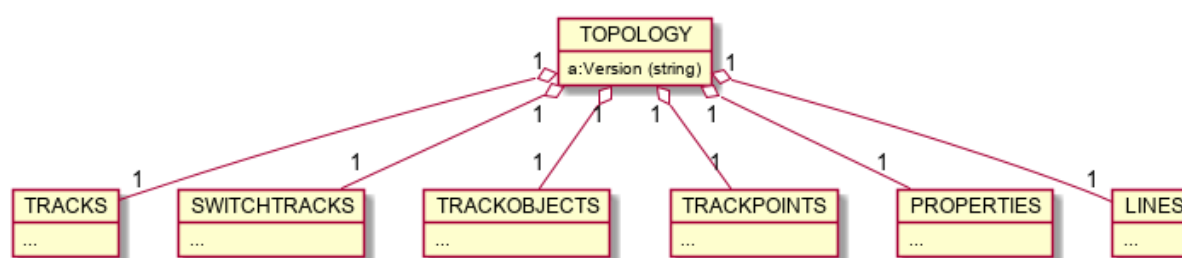 TOPOLOGY
a:Version (string)
1 1
1 1 1 1
1 1 1 1 1 1
TRACKS SWITCHTRACKS TRACKOBJECTS TRACKPOINTS PROPERTIES LINES
... ... ... ... ... ...